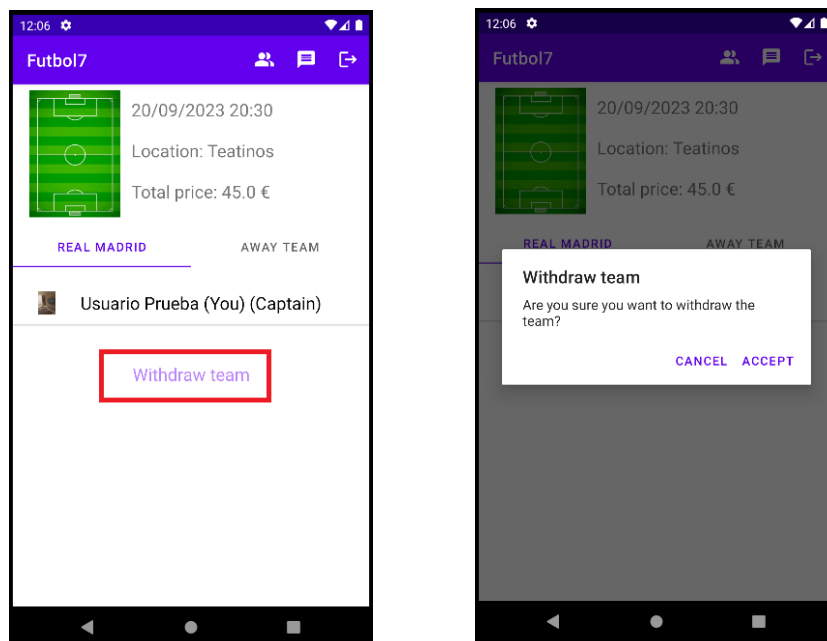 12:06
Futbol7
20/09/2023 20:30
Location: Teatinos
Total price: 45.0 €
REAL MADRID AWAY TEAM
Usuario Prueba (You) (Captain)
Withdraw team
12:06
Futbol7
20/09/2023 20:30
Location: Teatinos
Total price: 45.0 €
REAL MADRID AWAY TEAM
Withdraw team
Are you sure you want to withdraw the
team?
CANCEL ACCEPT